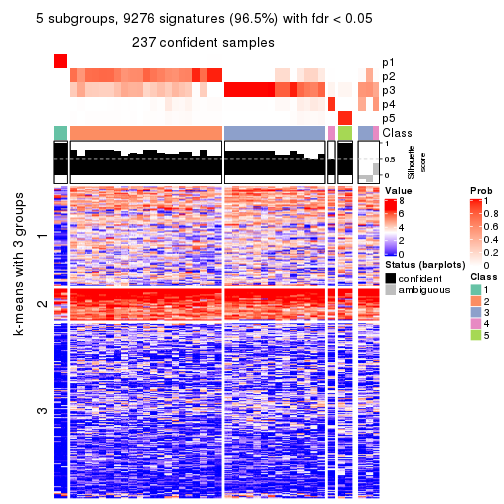 5 subgroups, 9276 signatures (96.5%) with fdr < 0.05
237 confident samples
p1
p2
p3
p4
p5
Class
1
0.5
0
Silhouette
score
k-means with 3 groups
1
2
3
Value
8
6
4
2
0
Prob
1
0.8
0.6
0.4
0.2
0
Status (barplots)
confident
ambiguous
Class
1
2
3
4
5